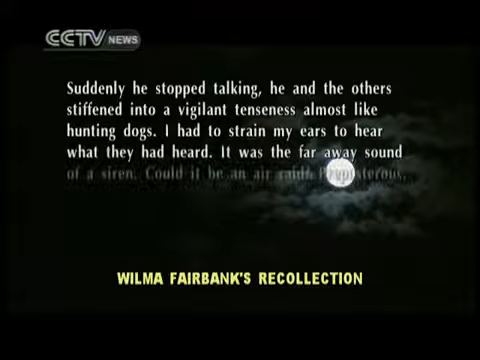 CCTV NEWS
Suddenly he stopped talking, he and the others
stiffened into a vigilant tenseness almost like
hunting dogs. I had to strain my ears to hear
what they had heard. It was the far away sound
of a siren. Could it be an air raid? Preposterous,
WILMA FAIRBANK'S RECOLLECTION